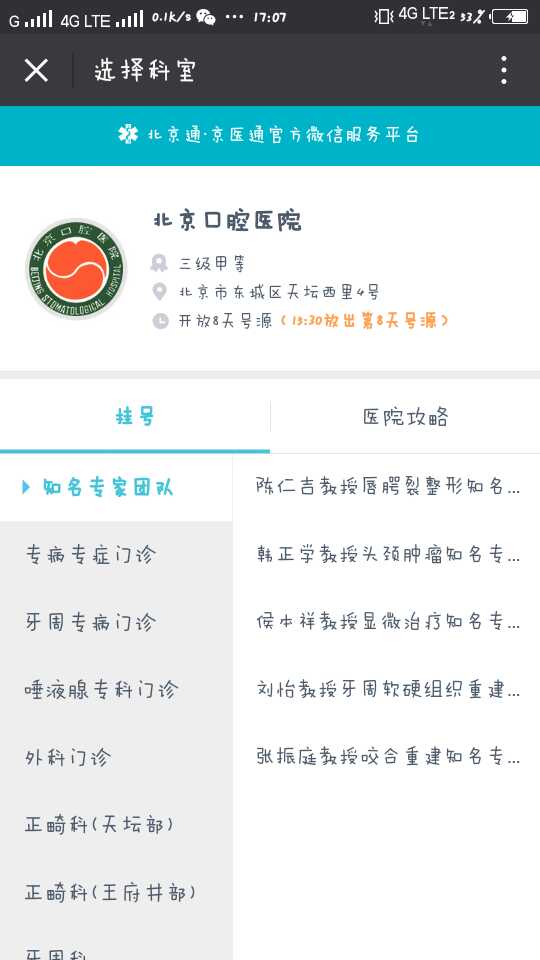 G 4G LTE 0.1k/s ··· 17:07 4G LTE2 53%
选择科室
北京通·京医通官方微信服务平台
北京口腔医院
北京口腔医院
BEIJING STOMATOLOGICAL HOSPITAL
三级甲等
北京市东城区天坛西里4号
开放8天号源(13:30放出第8天号源)
挂号
医院攻略
知名专家团队
陈仁吉教授唇腭裂整形知名...
专病专症门诊
韩正学教授头颈肿瘤知名专...
牙周专病门诊
侯本祥教授显微治疗知名专...
唾液腺专科门诊
刘怡教授牙周软硬组织重建...
外科门诊
张振庭教授咬合重建知名专...
正畸科(天坛部)
正畸科(王府井部)
牙周科